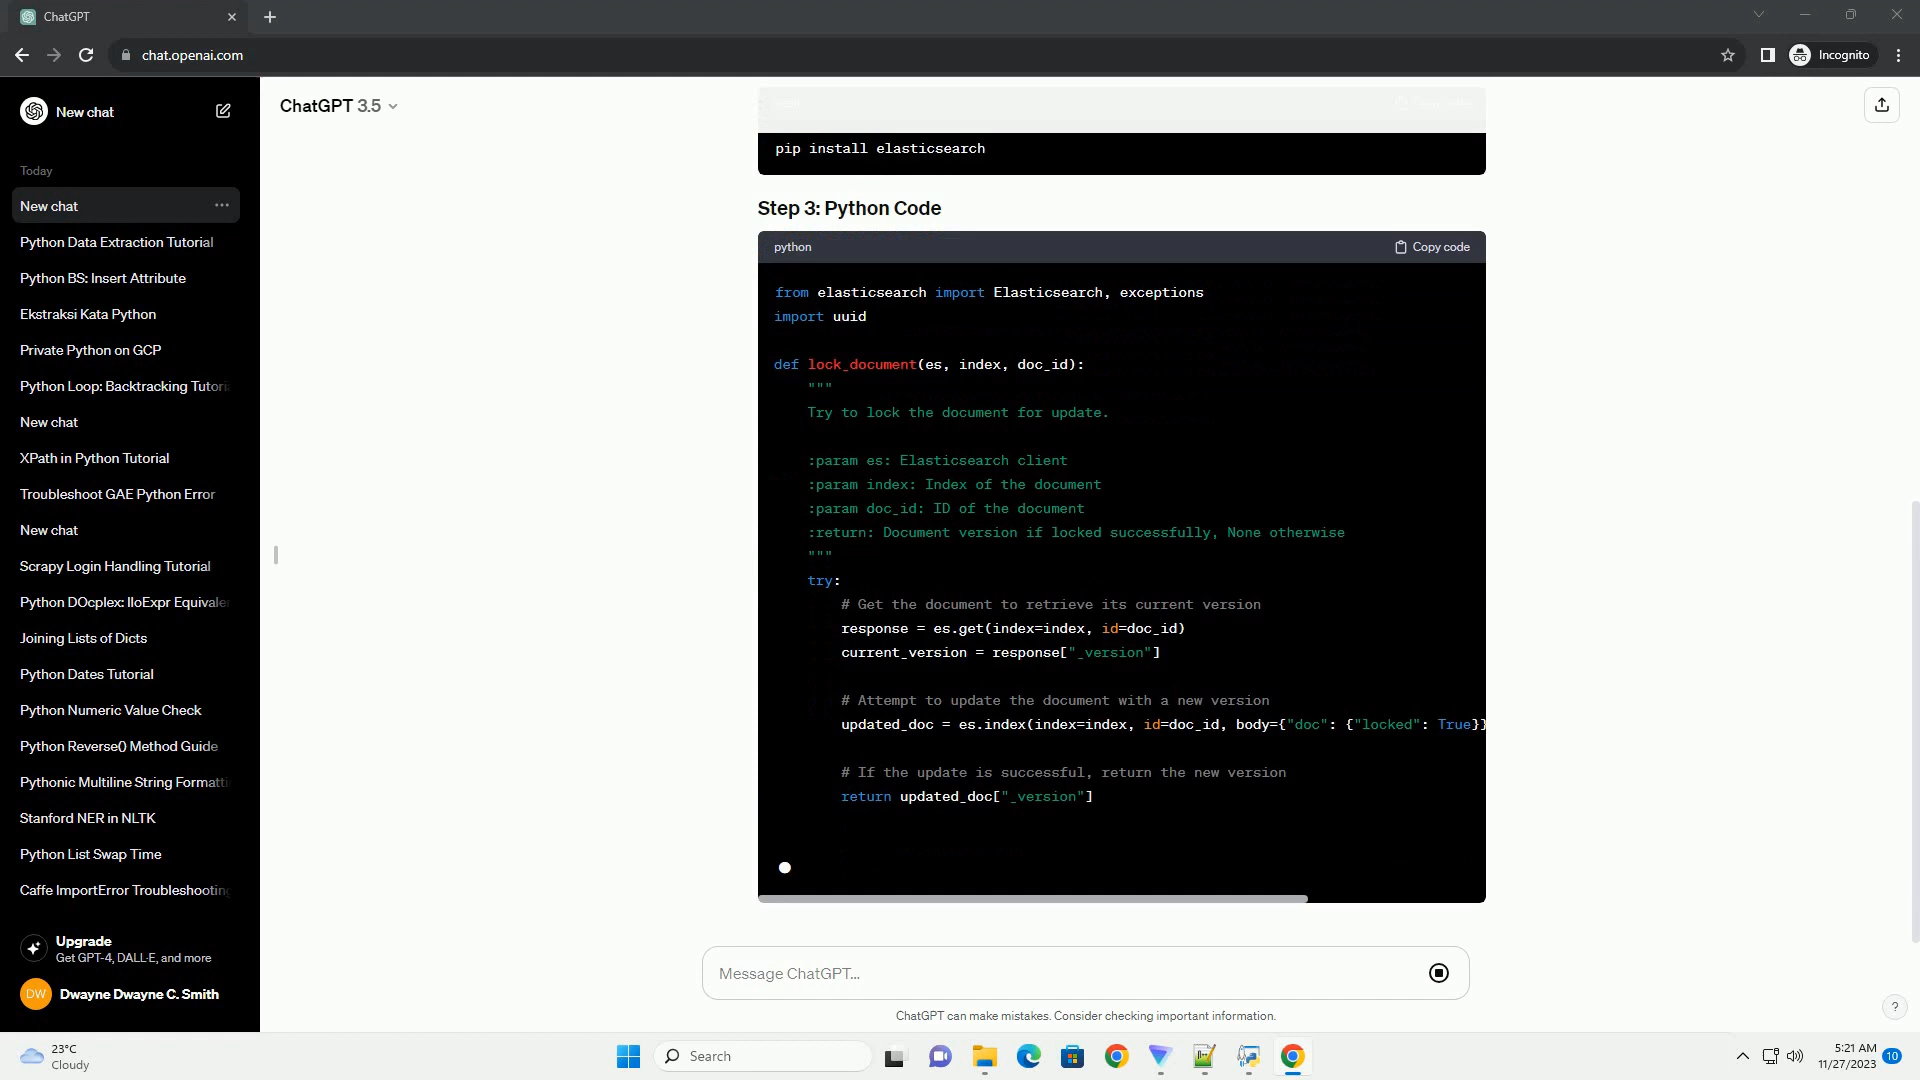 ChatGPT
chat.openai.com
Incognito
New chat
Today
New chat
Python Data Extraction Tutorial
Python BS: Insert Attribute
Ekstraksi Kata Python
Private Python on GCP
Python Loop: Backtracking Tutoria
New chat
XPath in Python Tutorial
Troubleshoot GAE Python Error
New chat
Scrapy Login Handling Tutorial
Python DOcplex: IloExpr Equivaler
Joining Lists of Dicts
Python Dates Tutorial
Python Numeric Value Check
Python Reverse() Method Guide
Pythonic Multiline String Formatti
Stanford NER in NLTK
Python List Swap Time
Caffe ImportError Troubleshooting
Upgrade
Get GPT-4, DALL·E, and more
DW
Dwayne Dwayne C. Smith
ChatGPT 3.5
pip install elasticsearch
Step 3: Python Code
python
Copy code
from elasticsearch import Elasticsearch, exceptions
import uuid
def lock_document(es, index, doc_id):
"""
Try to lock the document for update.
:param es: Elasticsearch client
:param index: Index of the document
:param doc_id: ID of the document
:return: Document version if locked successfully, None otherwise
"""
try:
# Get the document to retrieve its current version
response = es.get(index=index, id=doc_id)
current_version = response["_version"]
# Attempt to update the document with a new version
updated_doc = es.index(index=index, id=doc_id, body={"doc": {"locked": True}}
# If the update is successful, return the new version
return updated_doc["_version"]
Message ChatGPT...
ChatGPT can make mistakes. Consider checking important information.
?
23°C
Cloudy
Search
5:21 AM
11/27/2023
10